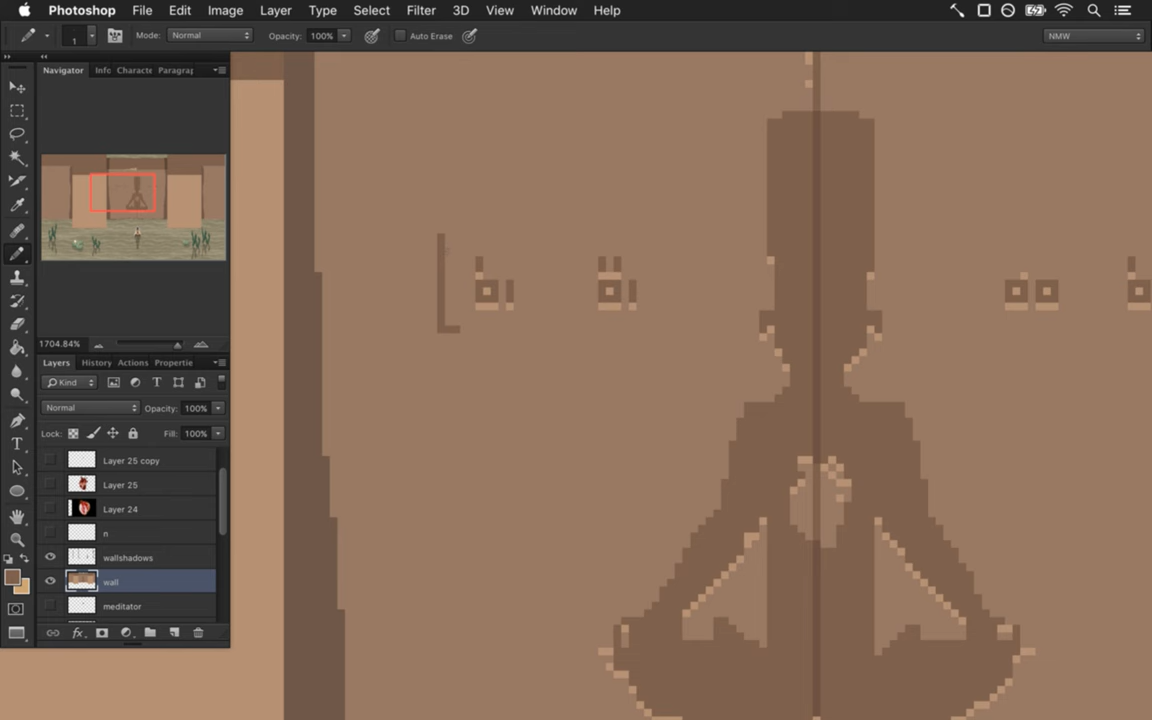 Photoshop File Edit Image Layer Type Select Filter 3D View Window Help
1 Mode: Normal Opacity: 100% Auto Erase NMW
Navigator Info Characte Paragrap
1704.84%
Layers History Actions Propertie
Kind
Normal Opacity: 100%
Lock: Fill: 100%
Layer 25 copy
Layer 25
Layer 24
n
wallshadows
wall
meditator
fx